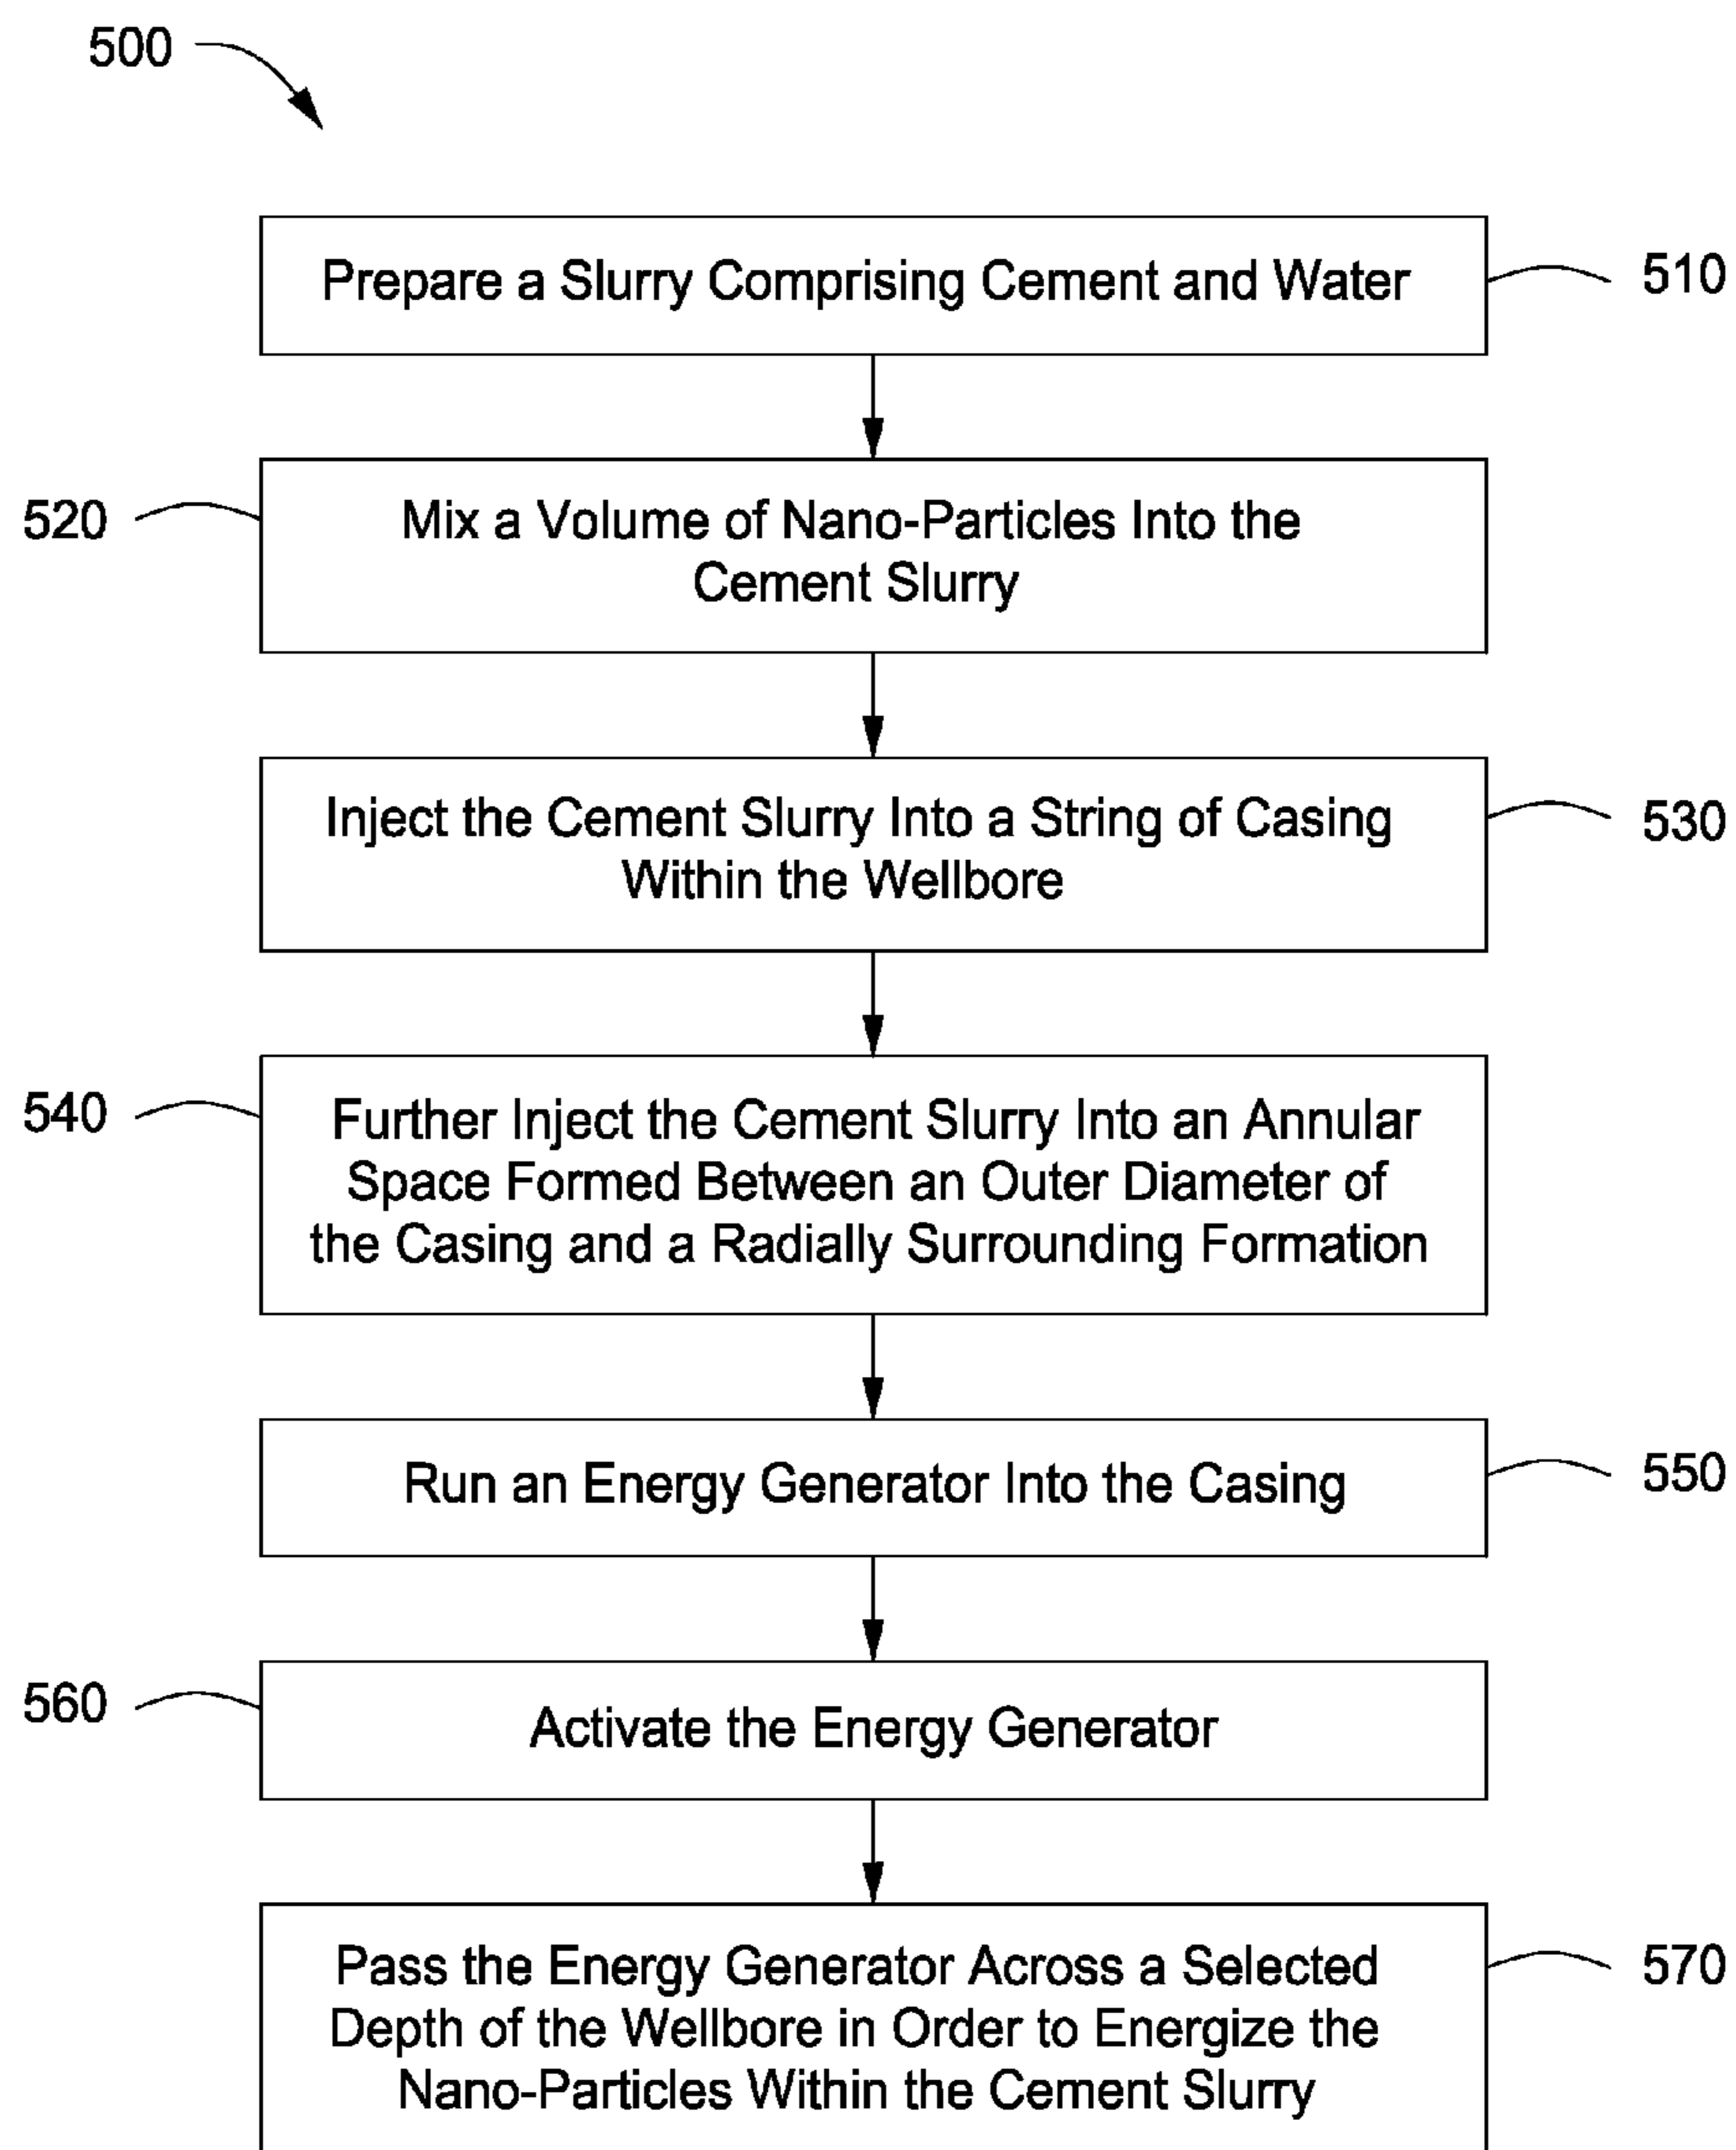 500
Prepare a Slurry Comprising Cement and Water
510
520
Mix a Volume of Nano-Particles Into the
Cement Slurry
Inject the Cement Slurry Into a String of Casing
Within the Wellbore
530
540
Further Inject the Cement Slurry Into an Annular
Space Formed Between an Outer Diameter of
the Casing and a Radially Surrounding Formation
Run an Energy Generator Into the Casing
550
560
Activate the Energy Generator
Pass the Energy Generator Across a Selected
Depth of the Wellbore in Order to Energize the
Nano-Particles Within the Cement Slurry
570